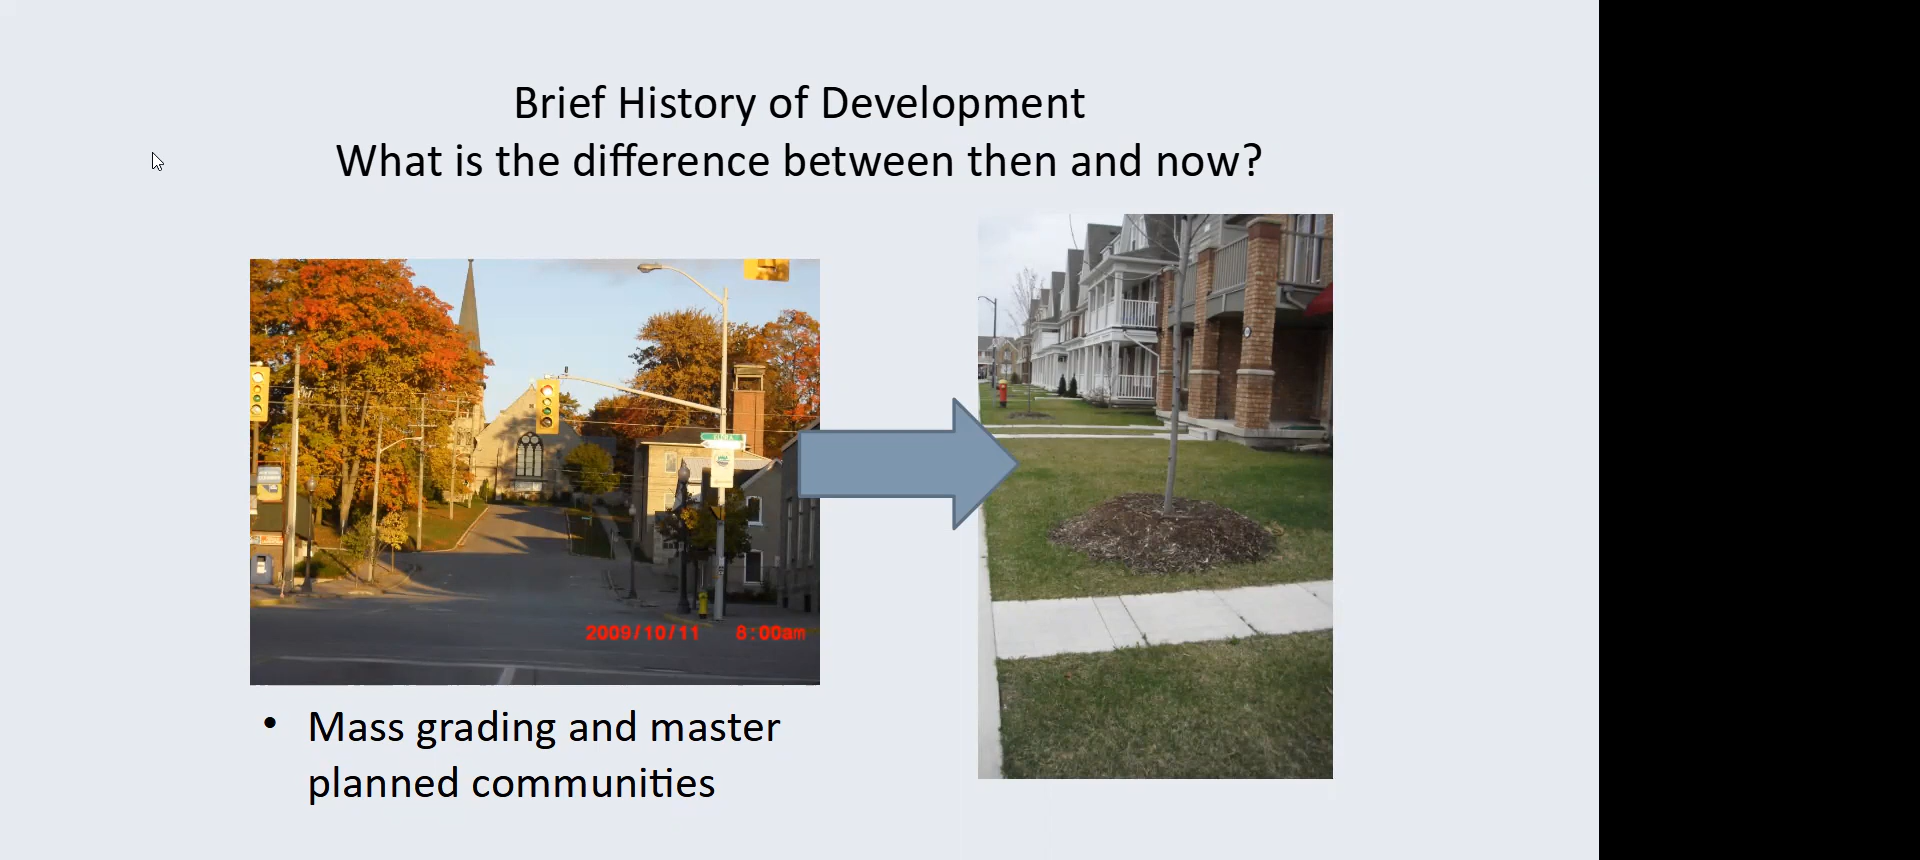 Brief History of Development
What is the difference between then and now?
2009/10/11 8:00am
• Mass grading and master
planned communities